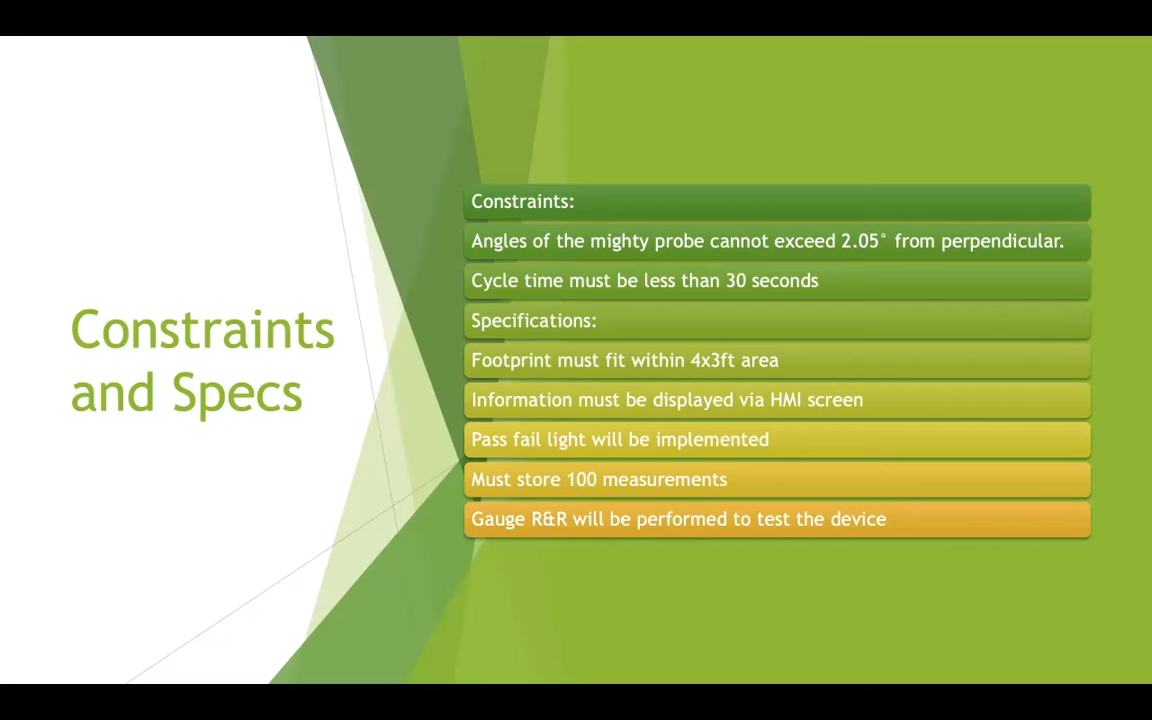 Constraints
and Specs
Constraints:
Angles of the mighty probe cannot exceed 2.05° from perpendicular.
Cycle time must be less than 30 seconds
Specifications:
Footprint must fit within 4x3ft area
Information must be displayed via HMI screen
Pass fail light will be implemented
Must store 100 measurements
Gauge R&R will be performed to test the device